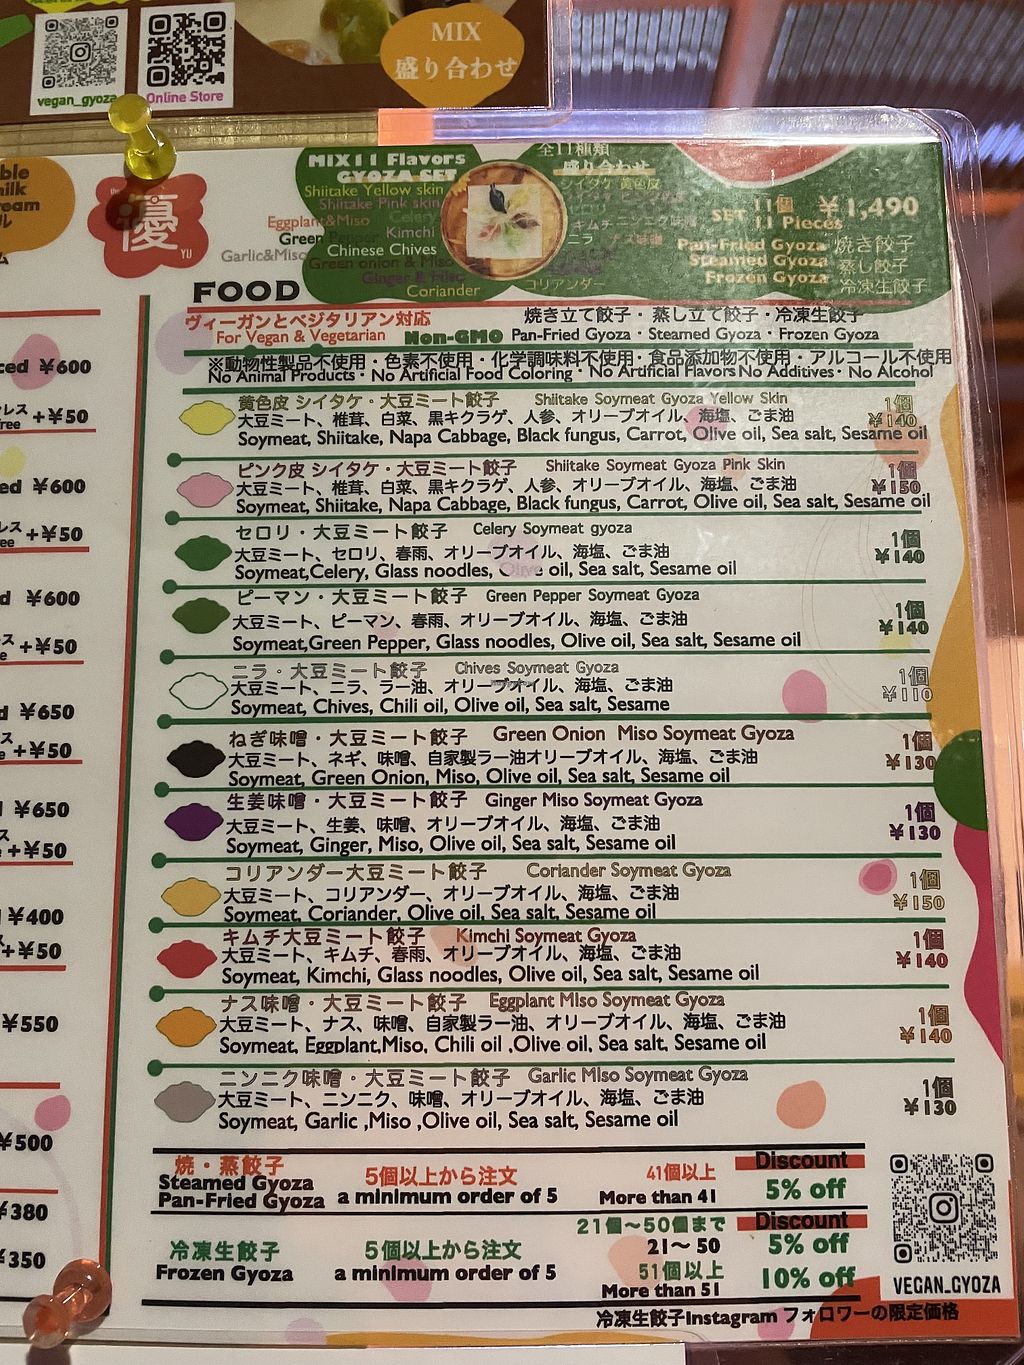 vegan_gyoza
Online Store
MIX
盛り合わせ
優
YU
MIX11 Flavors
GYOZA SET
Shiitake Yellow skin
Shiitake Pink skin
Celery
Eggplant&Miso
Kimchi
Green Pepper
Chinese Chives
Garlic&Miso
Green onion & Miso
Coriander
全11種類
盛り合わせ
シイタケ 黄色皮
キムチ・ニンニク味噌
ニラ
コリアンダー
SET 11個 ¥1,490
11 Pieces
Pan-Fried Gyoza 焼き餃子
Steamed Gyoza 蒸し餃子
Frozen Gyoza 冷凍生餃子
FOOD
ヴィーガンとベジタリアン対応
For Vegan & Vegetarian
Non-GMO
焼き立て餃子・蒸し立て餃子・冷凍生餃子
Pan-Fried Gyoza · Steamed Gyoza · Frozen Gyoza
※動物性製品不使用・色素不使用・化学調味料不使用・食品添加物不使用・アルコール不使用
No Animal Products · No Artificial Food Coloring · No Artificial Flavors No Additives · No Alcohol
黄色皮 シイタケ・大豆ミート餃子 Shiitake Soymeat Gyoza Yellow Skin
大豆ミート、椎茸、白菜、黒キクラゲ、人参、オリーブオイル、海塩、ごま油
Soymeat, Shiitake, Napa Cabbage, Black fungus, Carrot, Olive oil, Sea salt, Sesame oil
1個
¥140
ピンク皮 シイタケ・大豆ミート餃子 Shiitake Soymeat Gyoza Pink Skin
大豆ミート、椎茸、白菜、黒キクラゲ、人参、オリーブオイル、海塩、ごま油
Soymeat, Shiitake, Napa Cabbage, Black fungus, Carrot, Olive oil, Sea salt, Sesame oil
1個
¥150
セロリ・大豆ミート餃子 Celery Soymeat gyoza
大豆ミート、セロリ、春雨、オリーブオイル、海塩、ごま油
Soymeat,Celery, Glass noodles, Olive oil, Sea salt, Sesame oil
1個
¥140
ピーマン・大豆ミート餃子 Green Pepper Soymeat Gyoza
大豆ミート、ピーマン、春雨、オリーブオイル、海塩、ごま油
Soymeat,Green Pepper, Glass noodles, Olive oil, Sea salt, Sesame oil
1個
¥140
ニラ・大豆ミート餃子 Chives Soymeat Gyoza
大豆ミート、ニラ、ラー油、オリーブオイル、海塩、ごま油
Soymeat, Chives, Chili oil, Olive oil, Sea salt, Sesame
1個
¥110
ねぎ味噌・大豆ミート餃子 Green Onion Miso Soymeat Gyoza
大豆ミート、ネギ、味噌、自家製ラー油オリーブオイル、海塩、ごま油
Soymeat, Green Onion, Miso, Olive oil, Sea salt, Sesame oil
1個
¥130
生姜味噌・大豆ミート餃子 Ginger Miso Soymeat Gyoza
大豆ミート、生姜、味噌、オリーブオイル、海塩、ごま油
Soymeat, Ginger, Miso, Olive oil, Sea salt, Sesame oil
1個
¥130
コリアンダー大豆ミート餃子 Coriander Soymeat Gyoza
大豆ミート、コリアンダー、オリーブオイル、海塩、ごま油
Soymeat, Coriander, Olive oil, Sea salt, Sesame oil
1個
¥150
キムチ大豆ミート餃子 Kimchi Soymeat Gyoza
大豆ミート、キムチ、春雨、オリーブオイル、海塩、ごま油
Soymeat, Kimchi, Glass noodles, Olive oil, Sea salt, Sesame oil
1個
¥140
ナス味噌・大豆ミート餃子 Eggplant MIso Soymeat Gyoza
大豆ミート、ナス、味噌、自家製ラー油、オリーブオイル、海塩、ごま油
Soymeat, Eggplant,Miso, Chili oil ,Olive oil, Sea salt, Sesame oil
1個
¥140
ニンニク味噌・大豆ミート餃子 Garlic MIso Soymeat Gyoza
大豆ミート、ニンニク、味噌、オリーブオイル、海塩、ごま油
Soymeat, Garlic ,Miso ,Olive oil, Sea salt, Sesame oil
1個
¥130
焼・蒸餃子
Steamed Gyoza
Pan-Fried Gyoza
5個以上から注文
a minimum order of 5
41個以上
More than 41
Discount
5% off
冷凍生餃子
Frozen Gyoza
5個以上から注文
a minimum order of 5
21個〜50個まで
21〜 50
Discount
5% off
51個以上
More than 51
10% off
VEGAN_GYOZA
冷凍生餃子Instagram フォロワーの限定価格
¥600
+¥50
¥600
+¥50
¥600
+¥50
¥650
+¥50
¥650
+¥50
¥400
+¥50
¥550
¥500
¥380
¥350